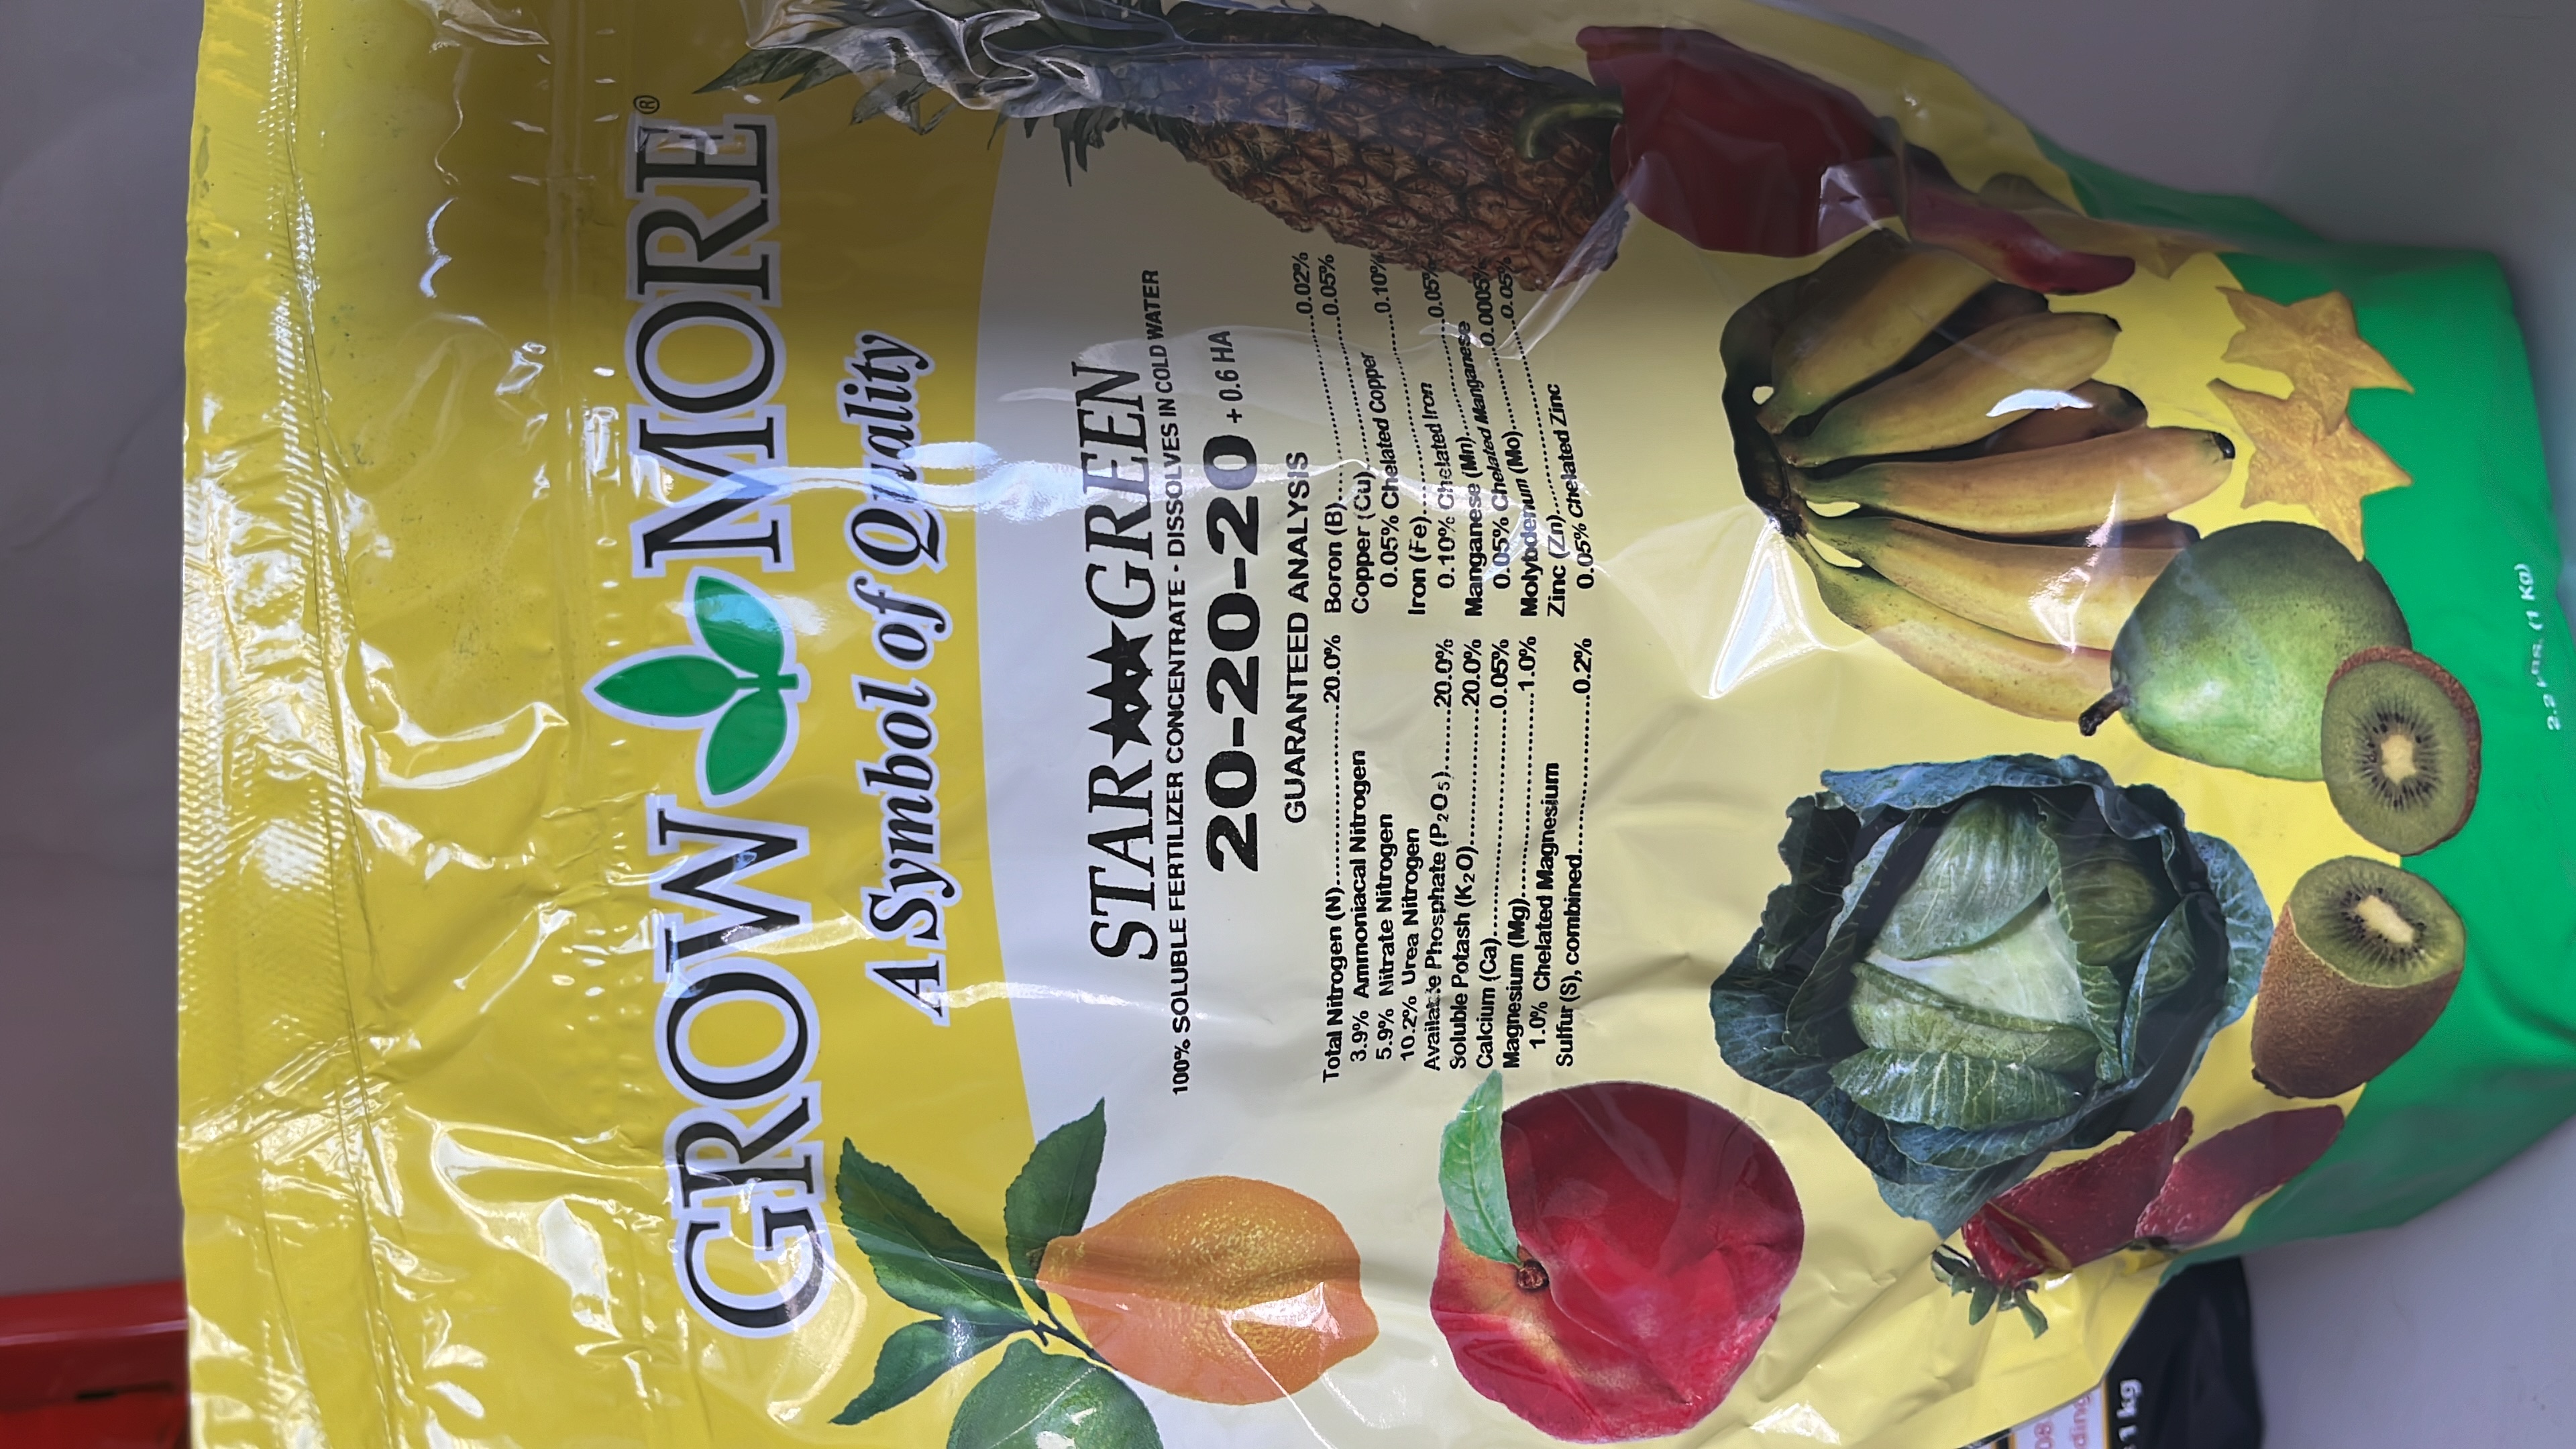 GROW MORE®
A Symbol of Quality
STAR★★★GREEN
100% SOLUBLE FERTILIZER CONCENTRATE - DISSOLVES IN COLD WATER
20-20-20 + 0.6 HA
GUARANTEED ANALYSIS
Total Nitrogen (N)..................20.0%
3.9% Ammoniacal Nitrogen
5.9% Nitrate Nitrogen
10.2% Urea Nitrogen
Available Phosphate (P₂O₅)........20.0%
Soluble Potash (K₂O)..................20.0%
Calcium (Ca)..................0.05%
Magnesium (Mg)..................1.0%
1.0% Chelated Magnesium
Sulfur (S), combined..................0.2%
0.02%
Boron (B)..................0.05%
Copper (Cu)..................0.10%
0.05% Chelated Copper
Iron (Fe)..................0.05%
0.10% Chelated Iron
Manganese (Mn)..................0.0005%
0.05% Chelated Manganese
Molybdenum (Mo)..................0.05%
Zinc (Zn)
0.05% Chelated Zinc
(1 KG)
1 kg